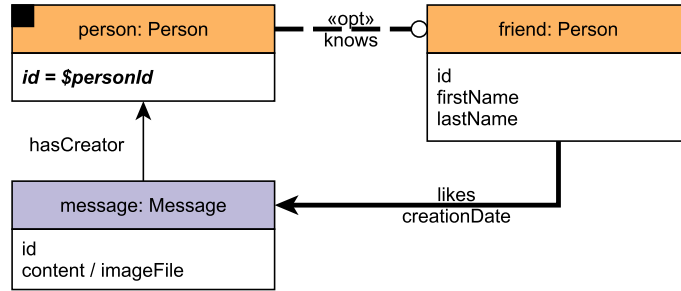 person: Person
id = $personId
«opt»
knows
friend: Person
id
firstName
lastName
hasCreator
message: Message
id
content / imageFile
likes
creationDate